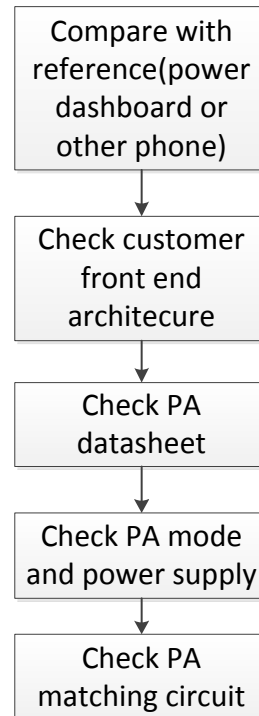 Compare with
reference(power
dashboard or
other phone)
Check customer
front end
architecure
Check PA
datasheet
Check PA mode
and power supply
Check PA
matching circuit